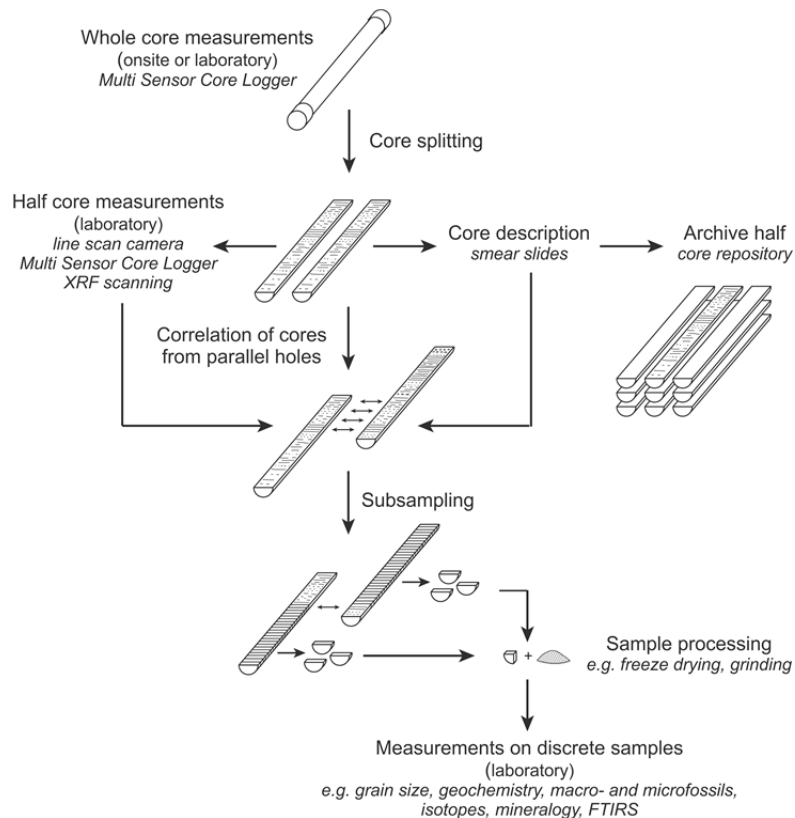 Whole core measurements
(onsite or laboratory)
Multi Sensor Core Logger
Core splitting
Half core measurements
(laboratory)
line scan camera
Multi Sensor Core Logger
XRF scanning
Core description
smear slides
Archive half
core repository
Correlation of cores
from parallel holes
Subsampling
+
Sample processing
e.g. freeze drying, grinding
Measurements on discrete samples
(laboratory)
e.g. grain size, geochemistry, macro- and microfossils,
isotopes, mineralogy, FTIRS